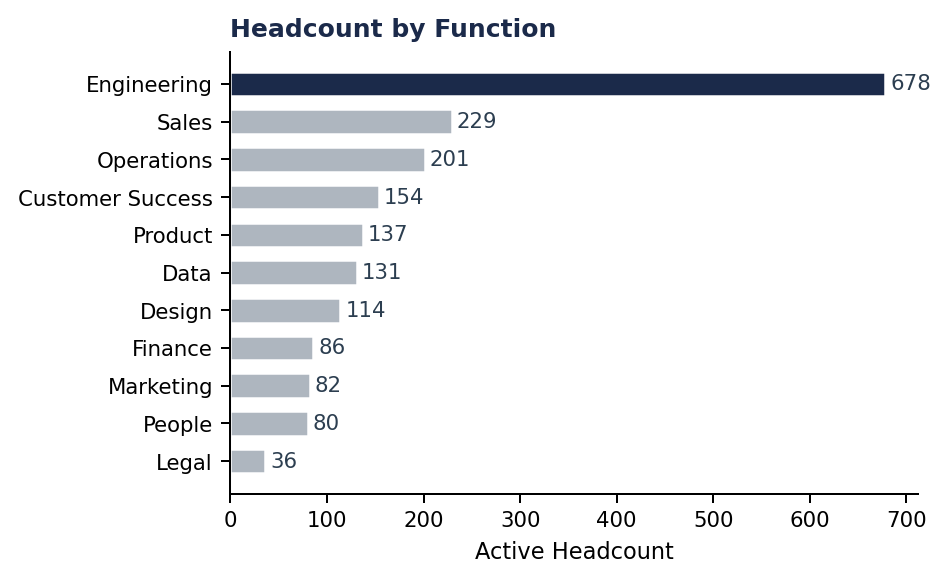 Headcount by Function
Engineering 678
Sales 229
Operations 201
Customer Success 154
Product 137
Data 131
Design 114
Finance 86
Marketing 82
People 80
Legal 36
0 100 200 300 400 500 600 700
Active Headcount